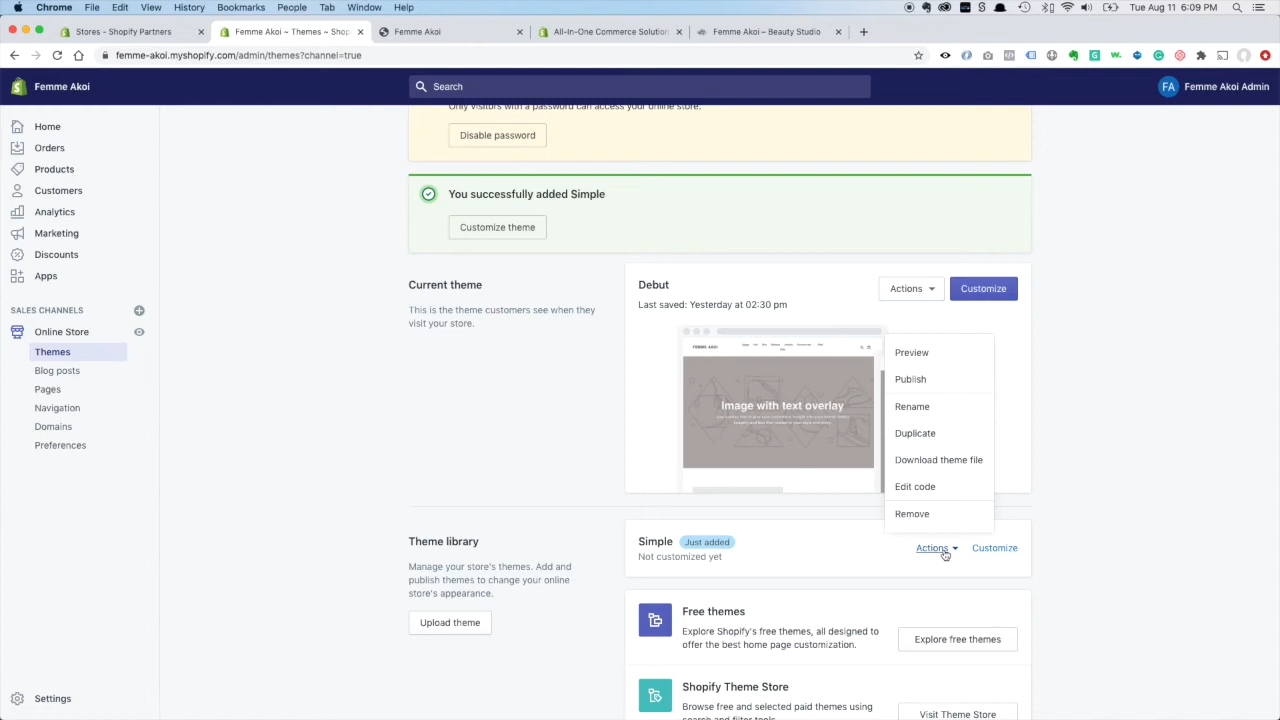 Chrome File Edit View History Bookmarks People Tab Window Help
Tue Aug 11 6:09 PM
Stores - Shopify Partners
Femme Akoi ~ Themes ~ Shop
Femme Akoi
All-In-One Commerce Solution
Femme Akoi – Beauty Studio
femme-akoi.myshopify.com/admin/themes?channel=true
Femme Akoi
Search
FA Femme Akoi Admin
Home
Orders
Products
Customers
Analytics
Marketing
Discounts
Apps
SALES CHANNELS
Online Store
Themes
Blog posts
Pages
Navigation
Domains
Preferences
Settings
Only visitors with a password can access your online store.
Disable password
You successfully added Simple
Customize theme
Current theme
This is the theme customers see when they
visit your store.
Debut
Last saved: Yesterday at 02:30 pm
Actions
Customize
FEMME AKOI
Image with text overlay
Preview
Publish
Rename
Duplicate
Download theme file
Edit code
Remove
Theme library
Manage your store's themes. Add and
publish themes to change your online
store's appearance.
Upload theme
Simple Just added
Not customized yet
Actions
Customize
Free themes
Explore Shopify's free themes, all designed to
offer the best home page customization.
Explore free themes
Shopify Theme Store
Browse free and selected paid themes using
search and filter tools.
Visit Theme Store